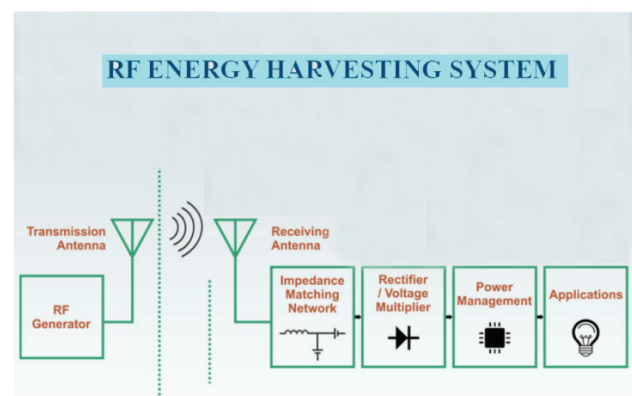 RF ENERGY HARVESTING SYSTEM
Transmission
Antenna
Receiving
Antenna
RF
Generator
Impedance
Matching
Network
Rectifier
/ Voltage
Multiplier
Power
Management
Applications